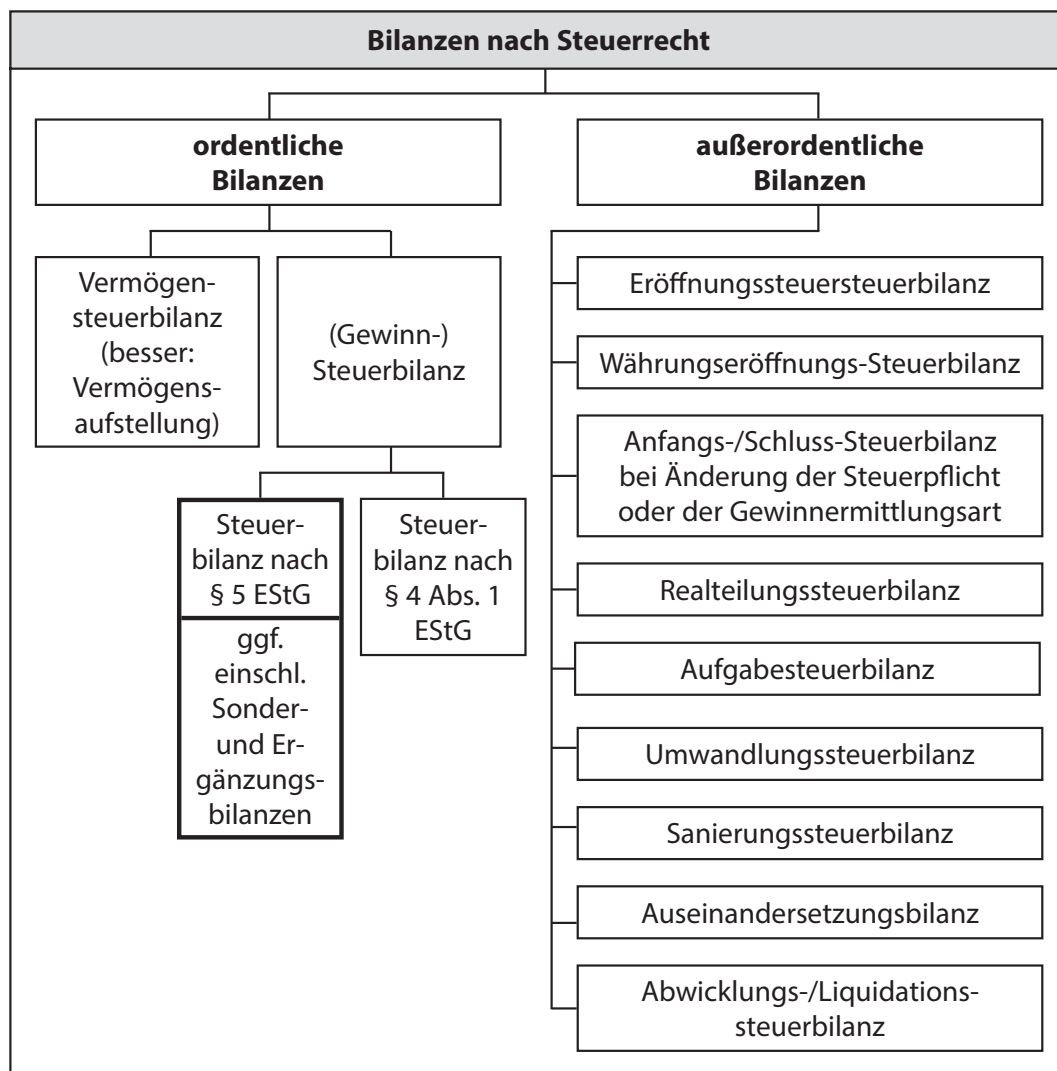 Bilanzen nach Steuerrecht
ordentliche
Bilanzen
Vermögen-
steuerbilanz
(besser:
Vermögens-
aufstellung)
(Gewinn-)
Steuerbilanz
Steuer-
bilanz nach
§ 5 EStG
ggf.
einschl.
Sonder-
und Er-
gänzungs-
bilanzen
Steuer-
bilanz nach
§ 4 Abs. 1
EStG
außerordentliche
Bilanzen
Eröffnungssteuersteuerbilanz
Währungseröffnungs-Steuerbilanz
Anfangs-/Schluss-Steuerbilanz
bei Änderung der Steuerpflicht
oder der Gewinnermittlungsart
Realteilungssteuerbilanz
Aufgabesteuerbilanz
Umwandlungssteuerbilanz
Sanierungssteuerbilanz
Auseinandersetzungsbilanz
Abwicklungs-/Liquidations-
steuerbilanz